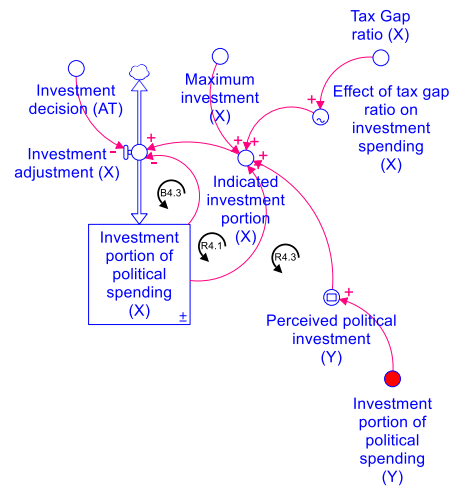 Tax Gap
ratio (X)
Investment
decision (AT)
Maximum
investment
(X)
Effect of tax gap
ratio on
investment
spending
(X)
+
+
+
+
+
-
-
Investment
adjustment (X)
Indicated
investment
portion
(X)
B4.3
R4.1
R4.3
Investment
portion of
political
spending
(X)
±
+
Perceived political
investment
(Y)
Investment
portion of
political
spending
(Y)